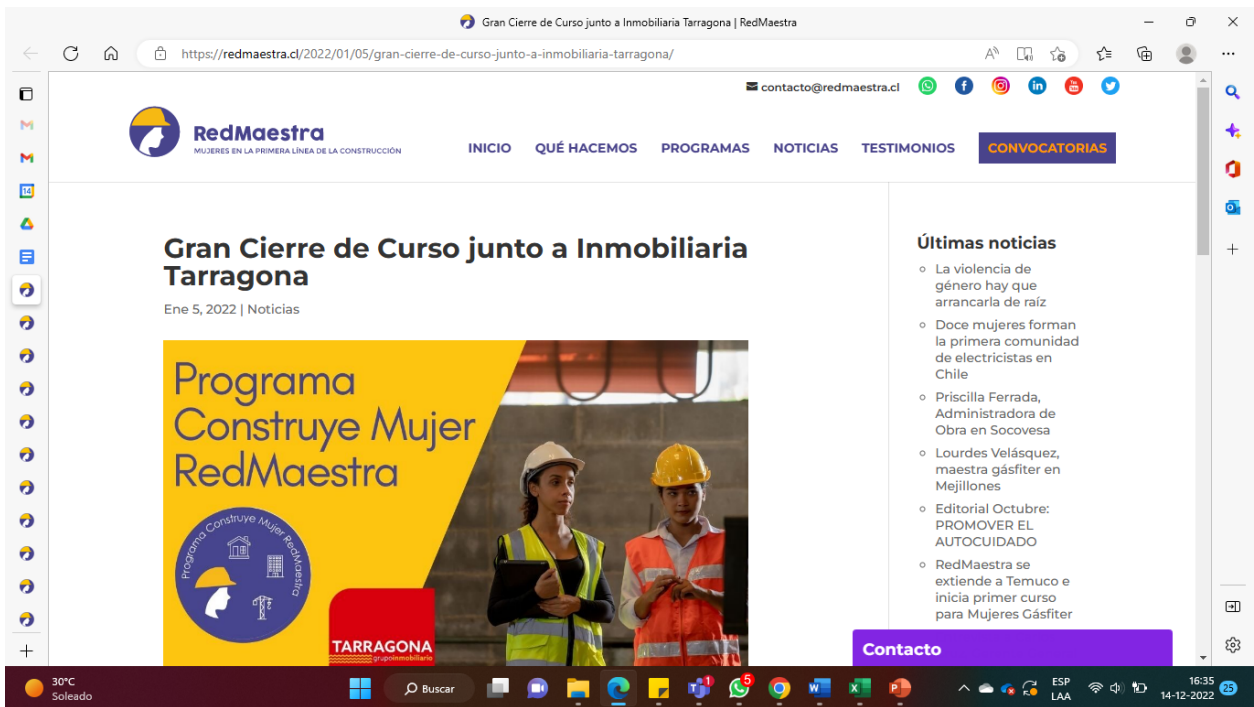 Gran Cierre de Curso junto a Inmobiliaria Tarragona | RedMaestra
https://redmaestra.cl/2022/01/05/gran-cierre-de-curso-junto-a-inmobiliaria-tarragona/
contacto@redmaestra.cl
RedMaestra
MUJERES EN LA PRIMERA LÍNEA DE LA CONSTRUCCIÓN
INICIO QUÉ HACEMOS PROGRAMAS NOTICIAS TESTIMONIOS CONVOCATORIAS
Gran Cierre de Curso junto a Inmobiliaria
Tarragona
Ene 5, 2022 | Noticias
Programa
Construye Mujer
RedMaestra
Programa Construye Mujer RedMaestra
TARRAGONA
grupoinmobiliario
Últimas noticias
La violencia de
género hay que
arrancarla de raíz
Doce mujeres forman
la primera comunidad
de electricistas en
Chile
Priscilla Ferrada,
Administradora de
Obra en Socovesa
Lourdes Velásquez,
maestra gásfiter en
Mejillones
Editorial Octubre:
PROMOVER EL
AUTOCUIDADO
RedMaestra se
extiende a Temuco e
inicia primer curso
para Mujeres Gásfiter
Contacto
30°C
Soleado
Buscar
1
5
ESP
LAA
16:35
14-12-2022
25